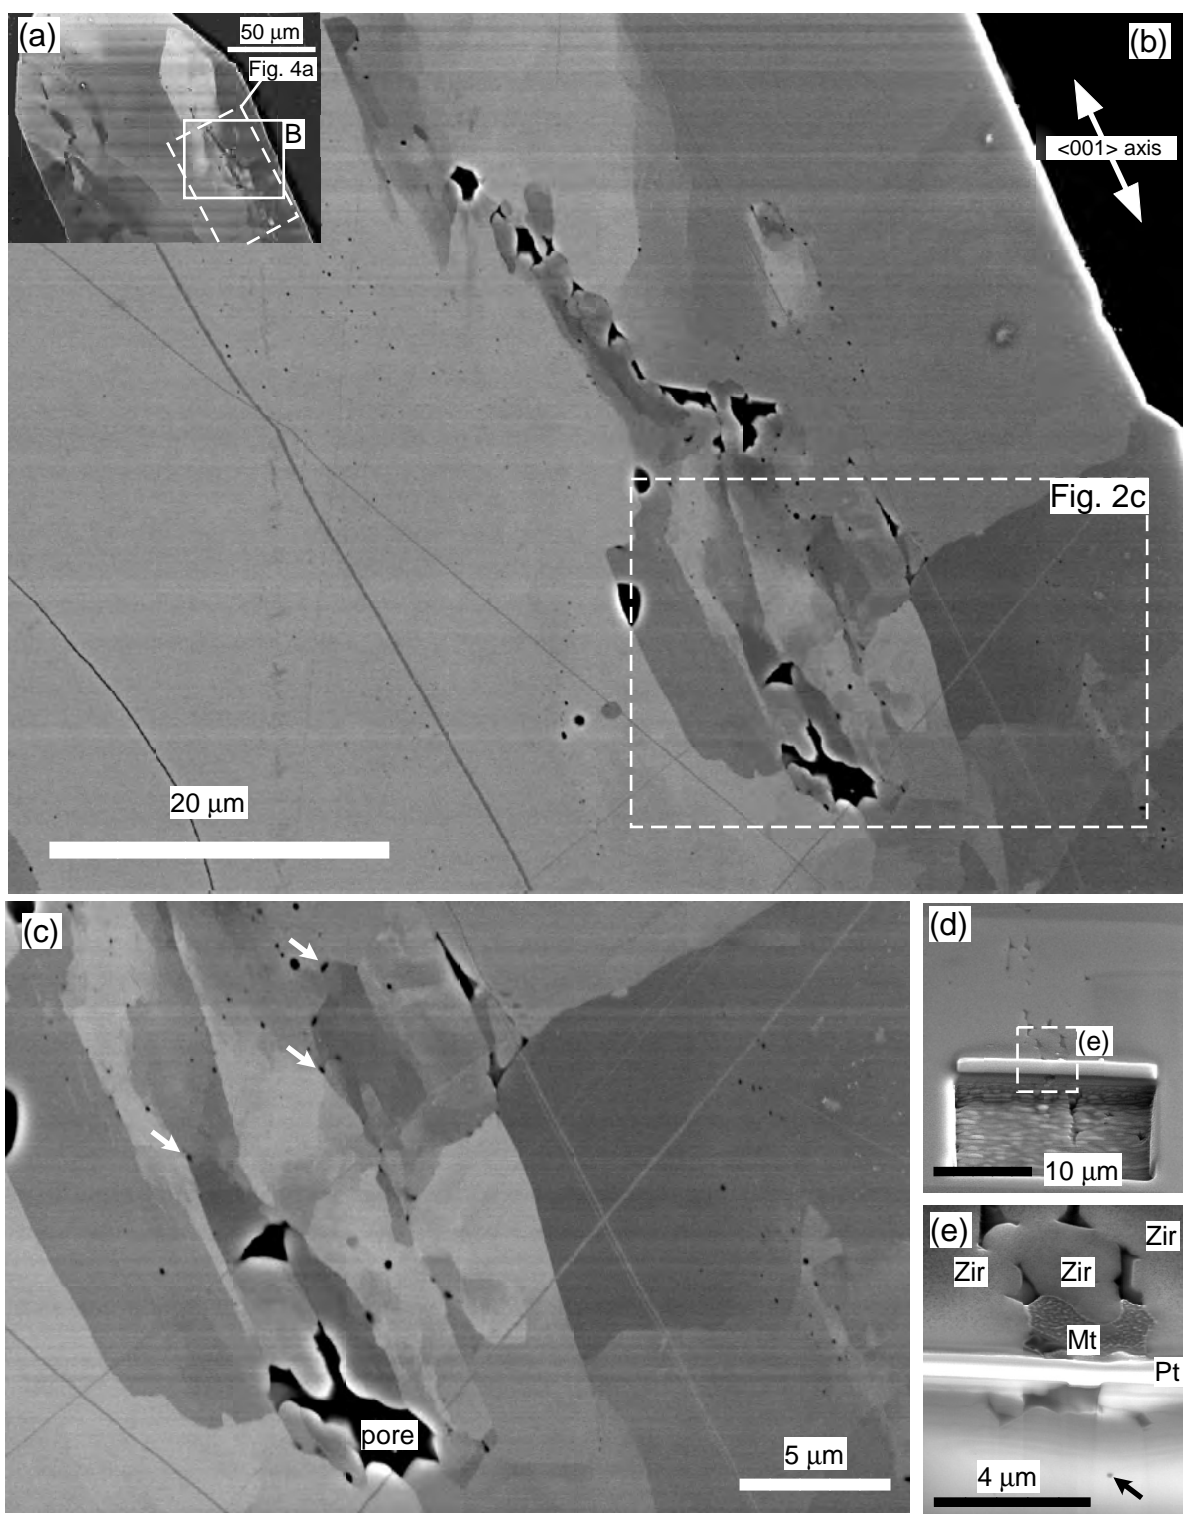 (a)
50 μm
Fig. 4a
B
(b)
<001> axis
Fig. 2c
20 μm
(c)
pore
5 μm
(d)
(e)
10 μm
(e)
Zir
Zir
Zir
Mt
Pt
4 μm